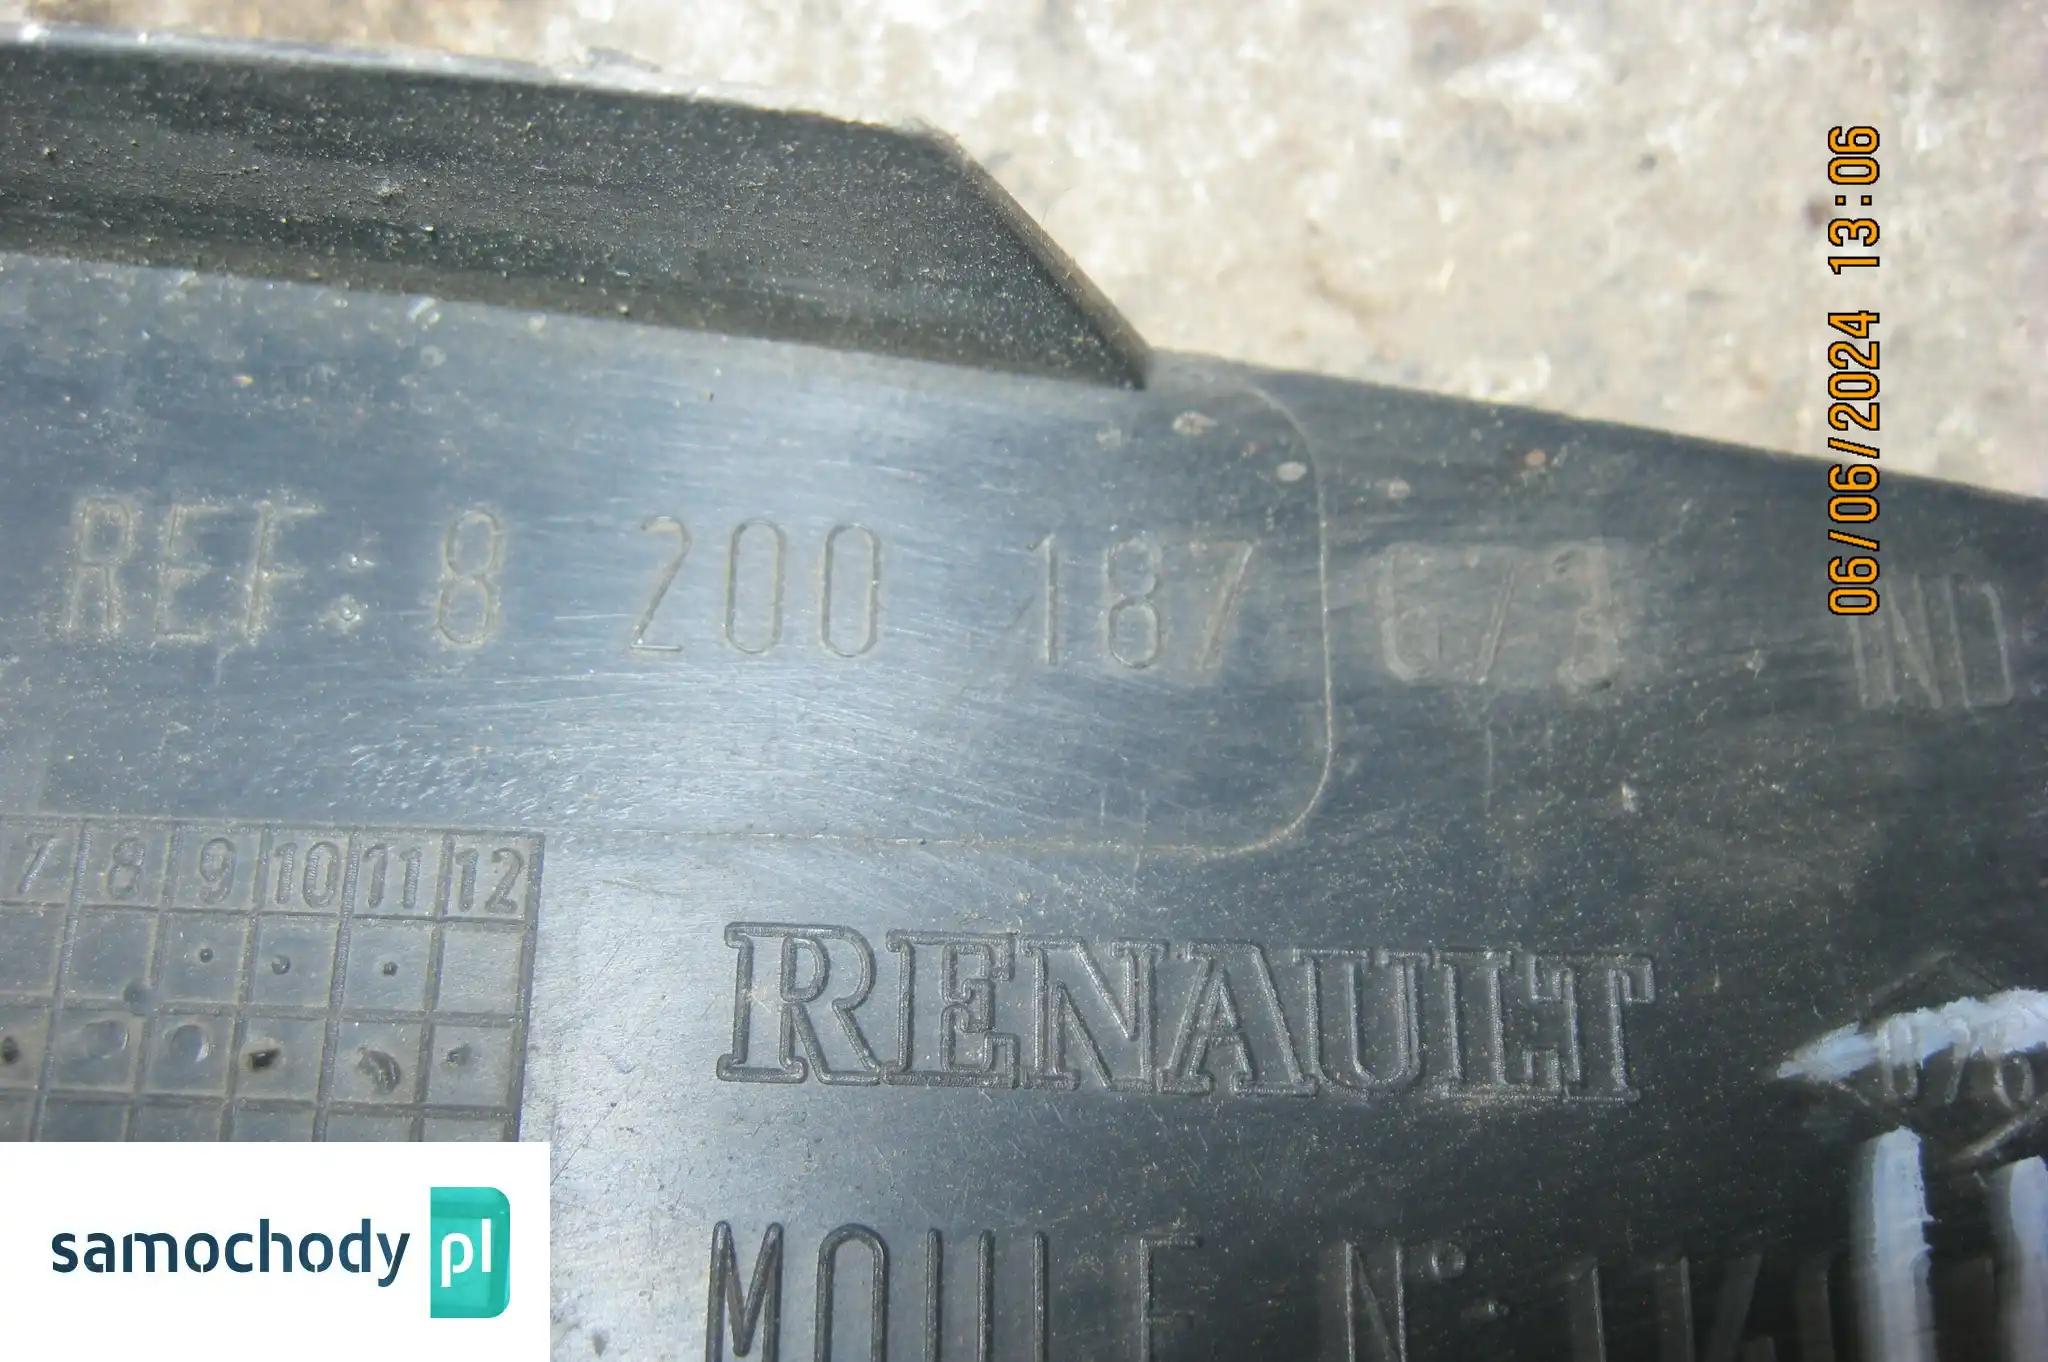 06/06/2024 13:06
REF: 8 200 187 673 IND
7 8 9 10 11 12
RENAULT
MOULE N°
samochody pl